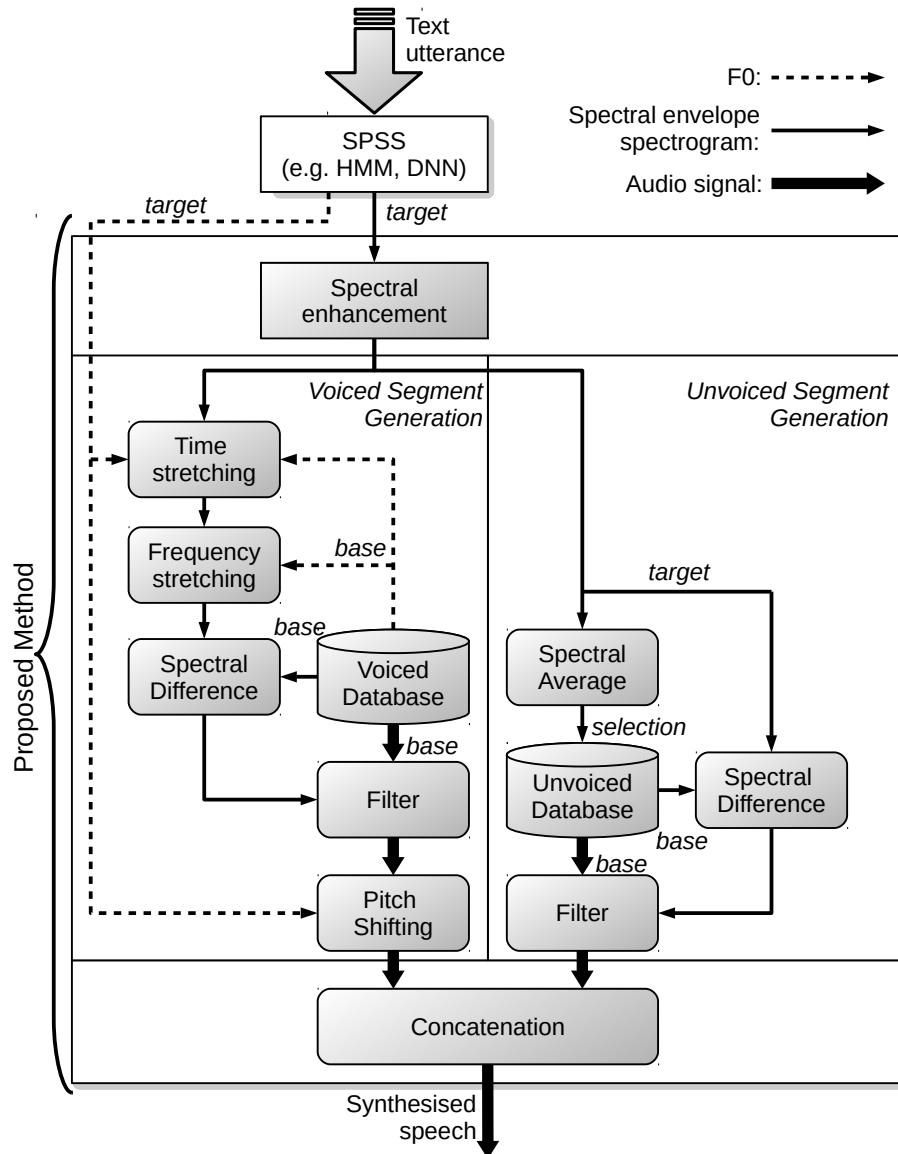 Text
utterance
F0:
Spectral envelope
spectrogram:
Audio signal:
SPSS
(e.g. HMM, DNN)
target
target
Spectral
enhancement
Voiced Segment
Generation
Unvoiced Segment
Generation
Time
stretching
Frequency
stretching
base
target
base
Spectral
Difference
Voiced
Database
Spectral
Average
selection
base
Filter
Unvoiced
Database
Spectral
Difference
base
base
Pitch
Shifting
Filter
Concatenation
Synthesised
speech
Proposed Method